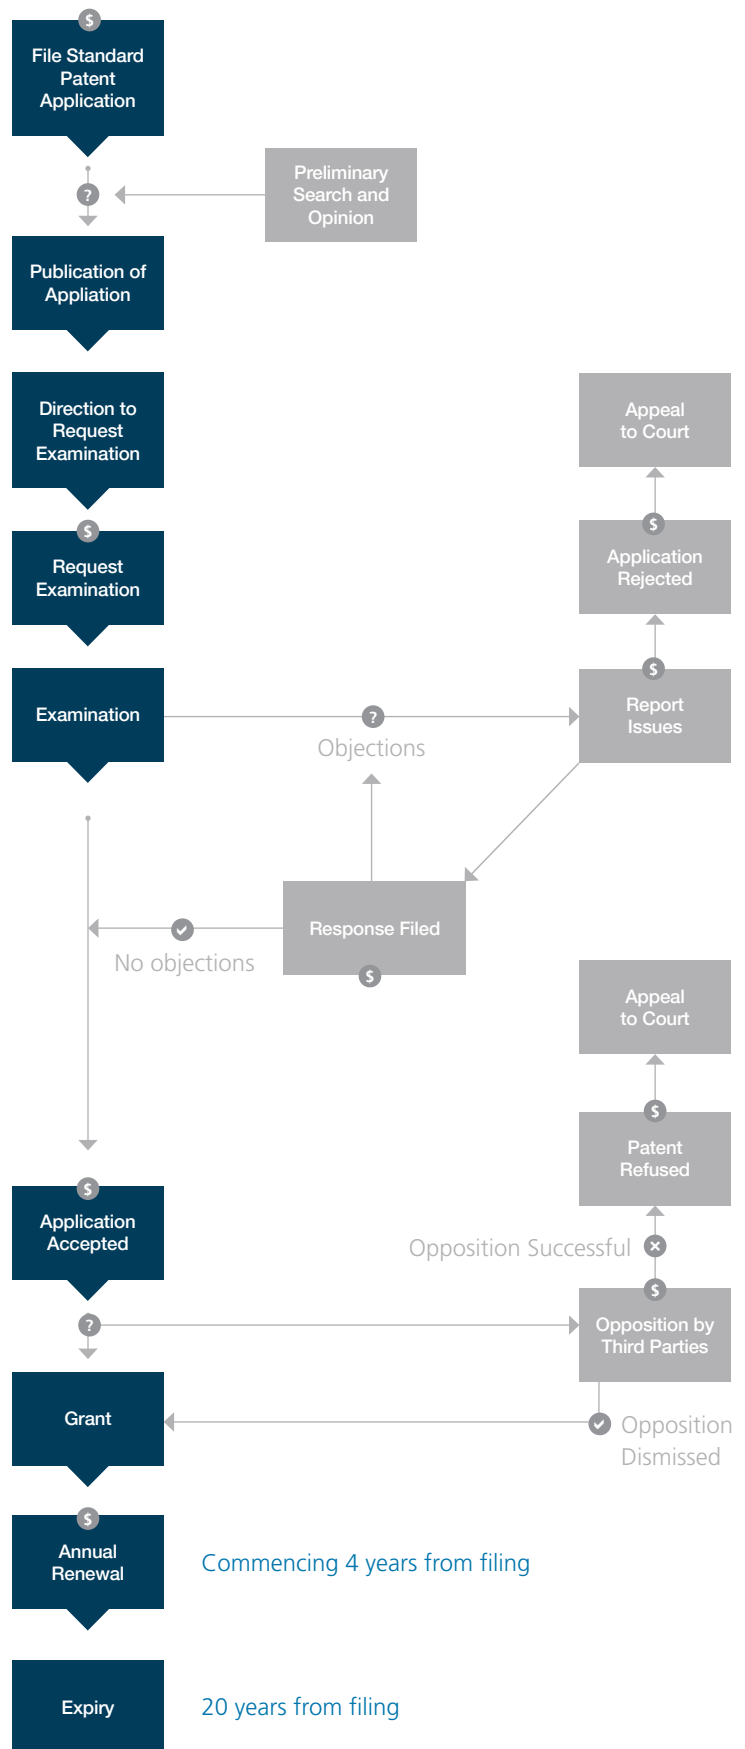 $
File Standard
Patent
Application
?
Preliminary
Search and
Opinion
Publication of
Appliation
Direction to
Request
Examination
$
Request
Examination
Examination
?
Objections
$
Report
Issues
$
Application
Rejected
Appeal
to Court
Response Filed
$
No objections
$
Application
Accepted
?
$
Opposition by
Third Parties
Opposition Successful
$
Patent
Refused
Appeal
to Court
Opposition
Dismissed
Grant
$
Annual
Renewal
Commencing 4 years from filing
Expiry
20 years from filing